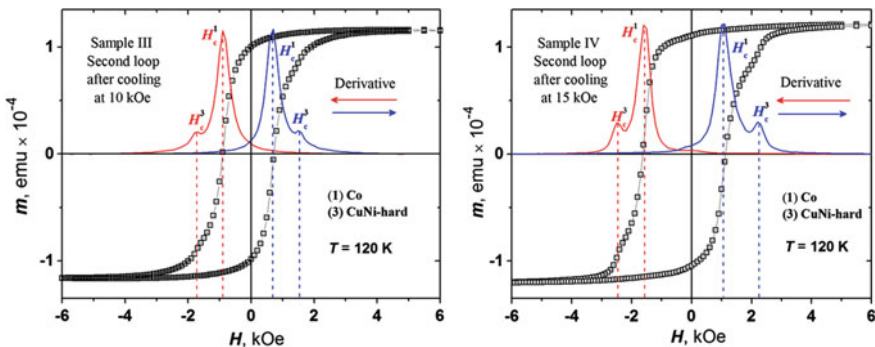 Sample III
Second loop
after cooling
at 10 kOe
H_c^1
H_c^1
Derivative
H_c^3
H_c^3
(1) Co
(3) CuNi-hard
T = 120 K
m, emu × 10⁻⁴
1
0
-1
-6 -4 -2 0 2 4 6
H, kOe
Sample IV
Second loop
after cooling
at 15 kOe
H_c^1
H_c^1
Derivative
H_c^3
H_c^3
(1) Co
(3) CuNi-hard
T = 120 K
m, emu × 10⁻⁴
1
0
-1
-6 -4 -2 0 2 4 6
H, kOe